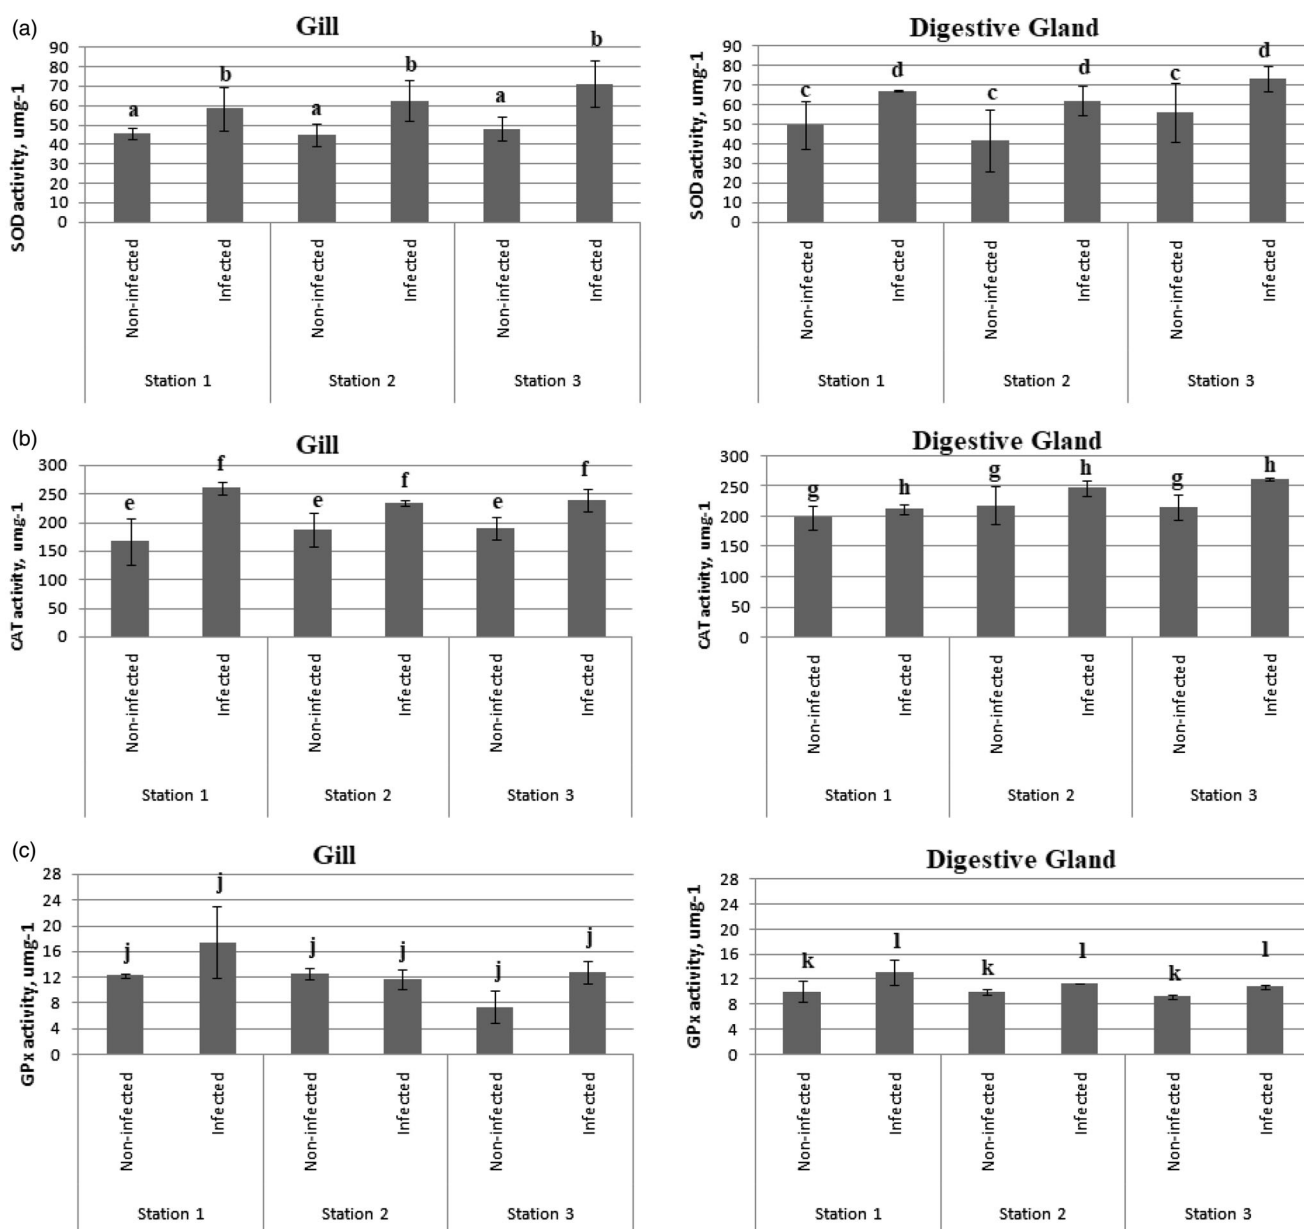 (a)
Gill
SOD activity, umg-1
90
80
70
60
50
40
30
20
10
0
a b a b a b
Non-infected Infected Non-infected Infected Non-infected Infected
Station 1 Station 2 Station 3
Digestive Gland
SOD activity, umg-1
90
80
70
60
50
40
30
20
10
0
c d c d c d
Non-infected Infected Non-infected Infected Non-infected Infected
Station 1 Station 2 Station 3
(b)
Gill
CAT activity, umg-1
300
250
200
150
100
50
0
e f e f e f
Non-infected Infected Non-infected Infected Non-infected Infected
Station 1 Station 2 Station 3
Digestive Gland
CAT activity, umg-1
300
250
200
150
100
50
0
g h g h g h
Non-infected Infected Non-infected Infected Non-infected Infected
Station 1 Station 2 Station 3
(c)
Gill
GPx activity, umg-1
28
24
20
16
12
8
4
0
j j j j j j
Non-infected Infected Non-infected Infected Non-infected Infected
Station 1 Station 2 Station 3
Digestive Gland
GPx activity, umg-1
28
24
20
16
12
8
4
0
k l k l k l
Non-infected Infected Non-infected Infected Non-infected Infected
Station 1 Station 2 Station 3